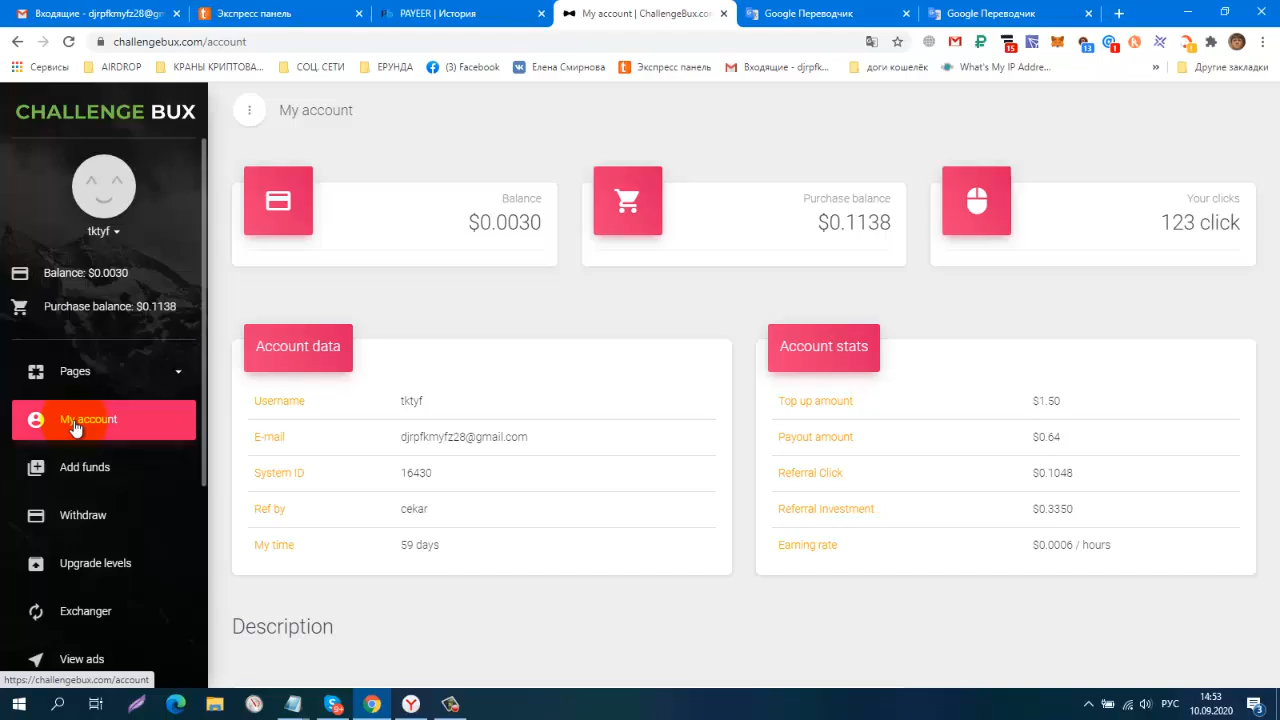 Входящие - djrpfkmyfz28@gm
Экспресс панель
PAYEER | История
My account | ChallengeBux.com
Google Переводчик
Google Переводчик
challengebux.com/account
15
13
1
1
Сервисы
AIRDROP
КРАНЫ КРИПТОВА...
СОЦ. СЕТИ
ЕРУНДА
(3) Facebook
Елена Смирнова
Экспресс панель
Входящие - djrpfk...
доги кошелёк
What's My IP Addre...
»
Другие закладки
CHALLENGE BUX
tktyf
Balance: $0.0030
Purchase balance: $0.1138
Pages
My account
Add funds
Withdraw
Upgrade levels
Exchanger
View ads
https://challengebux.com/account
My account
Balance
$0.0030
Purchase balance
$0.1138
Your clicks
123 click
Account data
Username tktyf
E-mail djrpfkmyfz28@gmail.com
System ID 16430
Ref by cekar
My time 59 days
Account stats
Top up amount $1.50
Payout amount $0.64
Referral Click $0.1048
Referral Investment $0.3350
Earning rate $0.0006 / hours
Description
РУС
14:53
10.09.2020
3